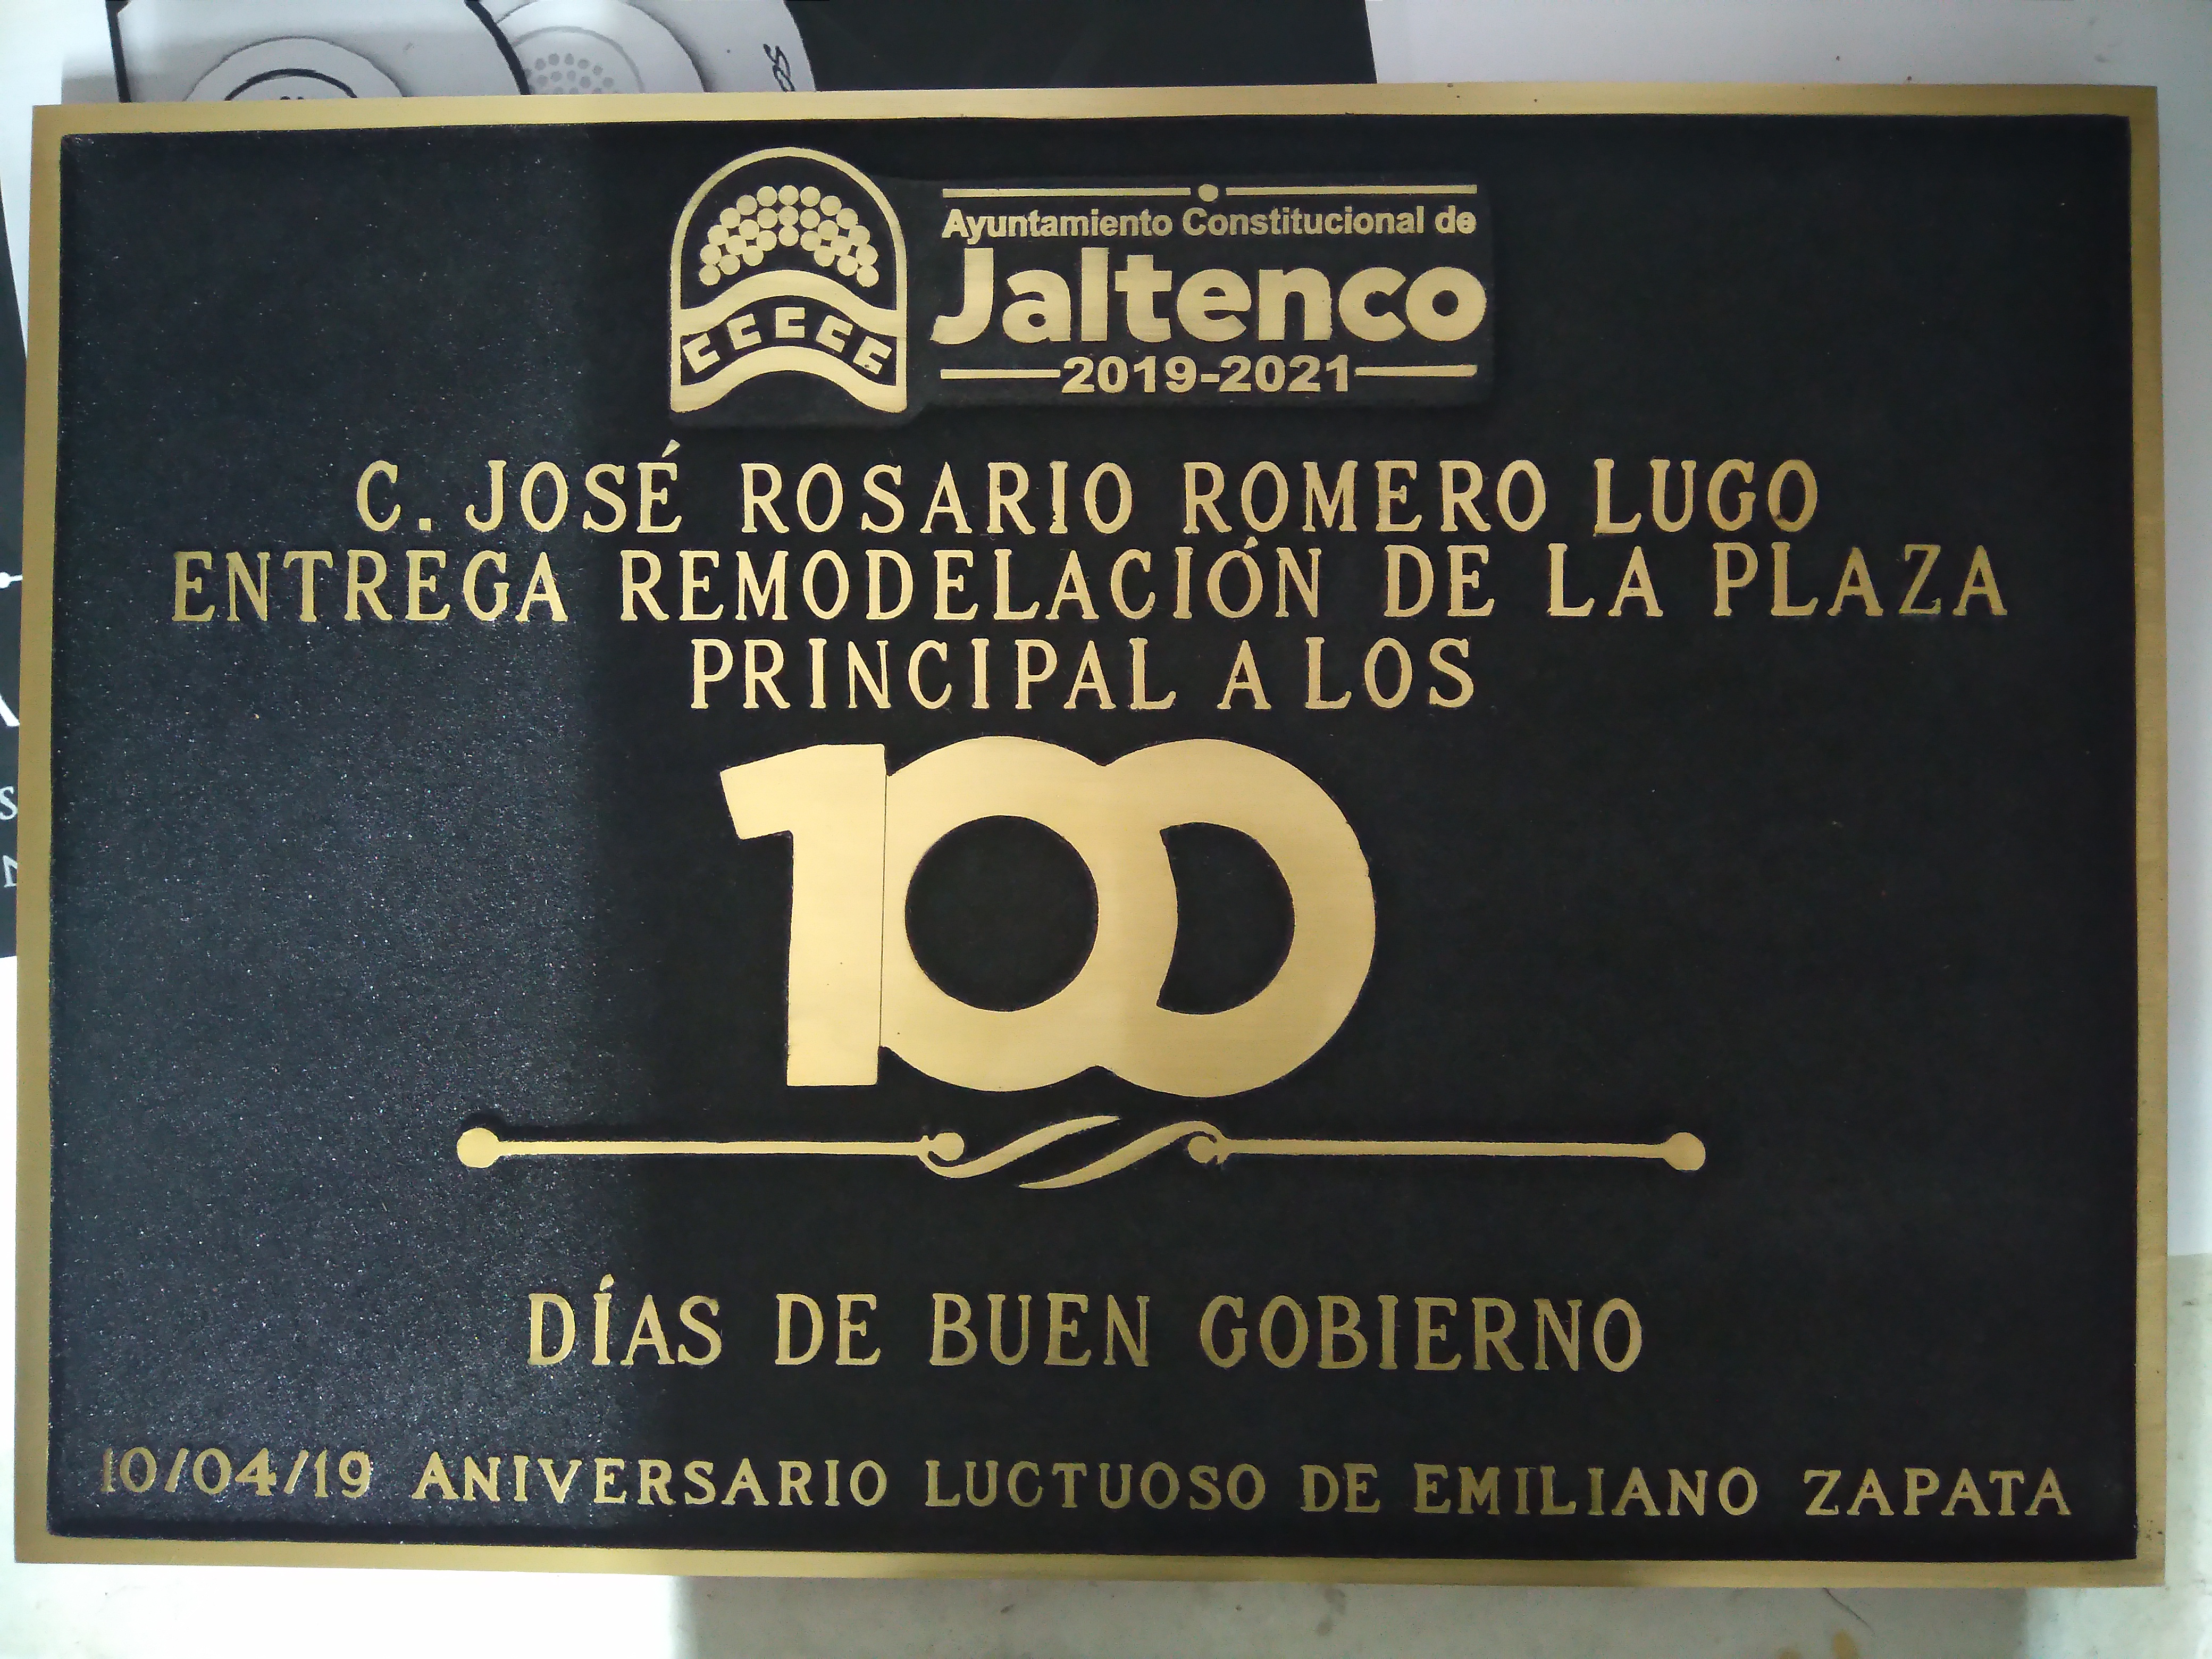 Ayuntamiento Constitucional de
Jaltenco
2019-2021
C. JOSÉ ROSARIO ROMERO LUGO
ENTREGA REMODELACIÓN DE LA PLAZA
PRINCIPAL A LOS
100
DÍAS DE BUEN GOBIERNO
10/04/19 ANIVERSARIO LUCTUOSO DE EMILIANO ZAPATA